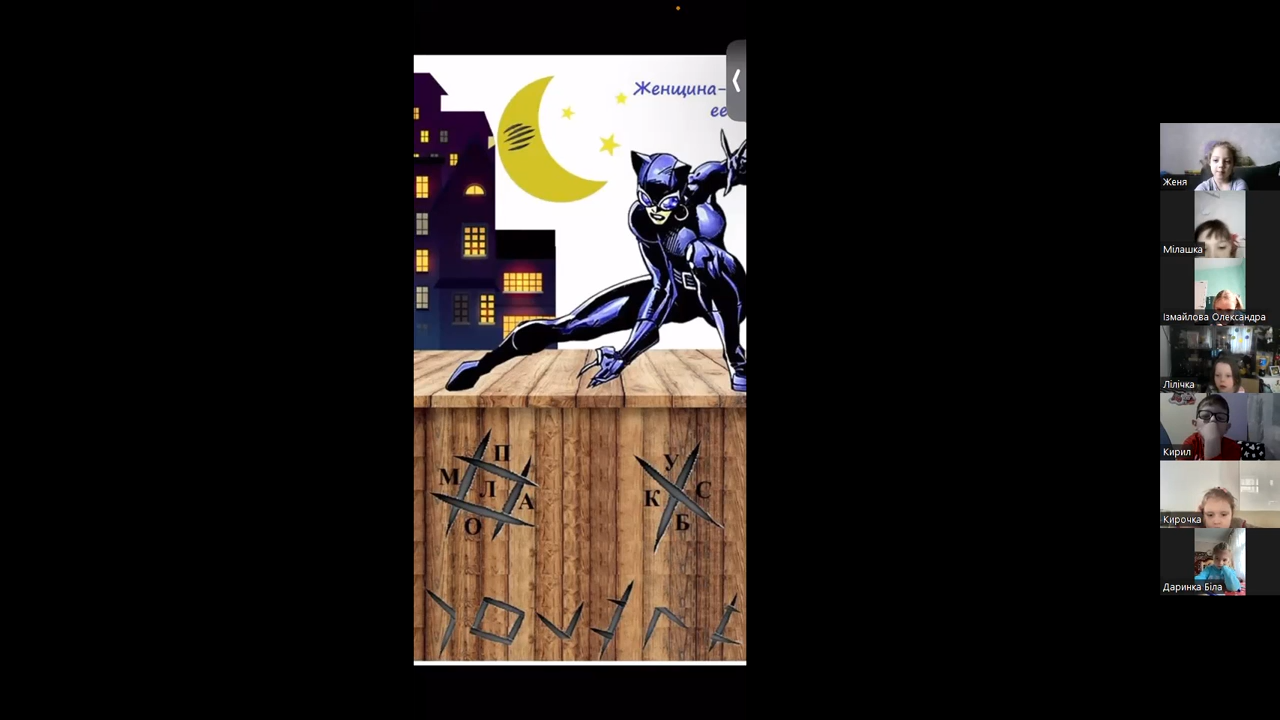 Женщина-
ее
П
М
Л
А
О
У
К
С
Б
Женя
Мілашка
Ізмайлова Олександра
Лілічка
Кирил
Кирочка
Даринка Біла